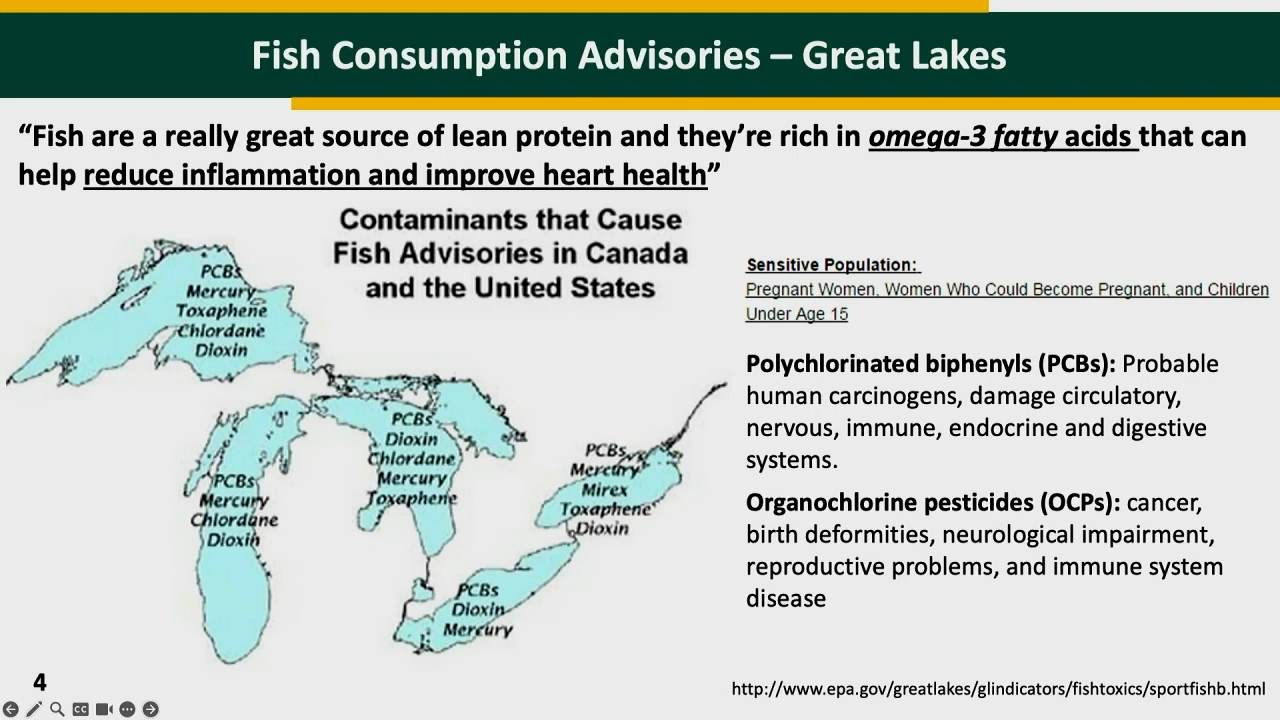 Fish Consumption Advisories – Great Lakes
“Fish are a really great source of lean protein and they’re rich in omega-3 fatty acids that can
help reduce inflammation and improve heart health”
Contaminants that Cause
Fish Advisories in Canada
and the United States
PCBs
Mercury
Toxaphene
Chlordane
Dioxin
PCBs
Mercury
Chlordane
Dioxin
PCBs
Dioxin
Chlordane
Mercury
Toxaphene
PCBs
Mercury
Mirex
Toxaphene
Dioxin
PCBs
Dioxin
Mercury
Sensitive Population:
Pregnant Women, Women Who Could Become Pregnant, and Children
Under Age 15
Polychlorinated biphenyls (PCBs): Probable
human carcinogens, damage circulatory,
nervous, immune, endocrine and digestive
systems.
Organochlorine pesticides (OCPs): cancer,
birth deformities, neurological impairment,
reproductive problems, and immune system
disease
4
CC
http://www.epa.gov/greatlakes/glindicators/fishtoxics/sportfishb.html